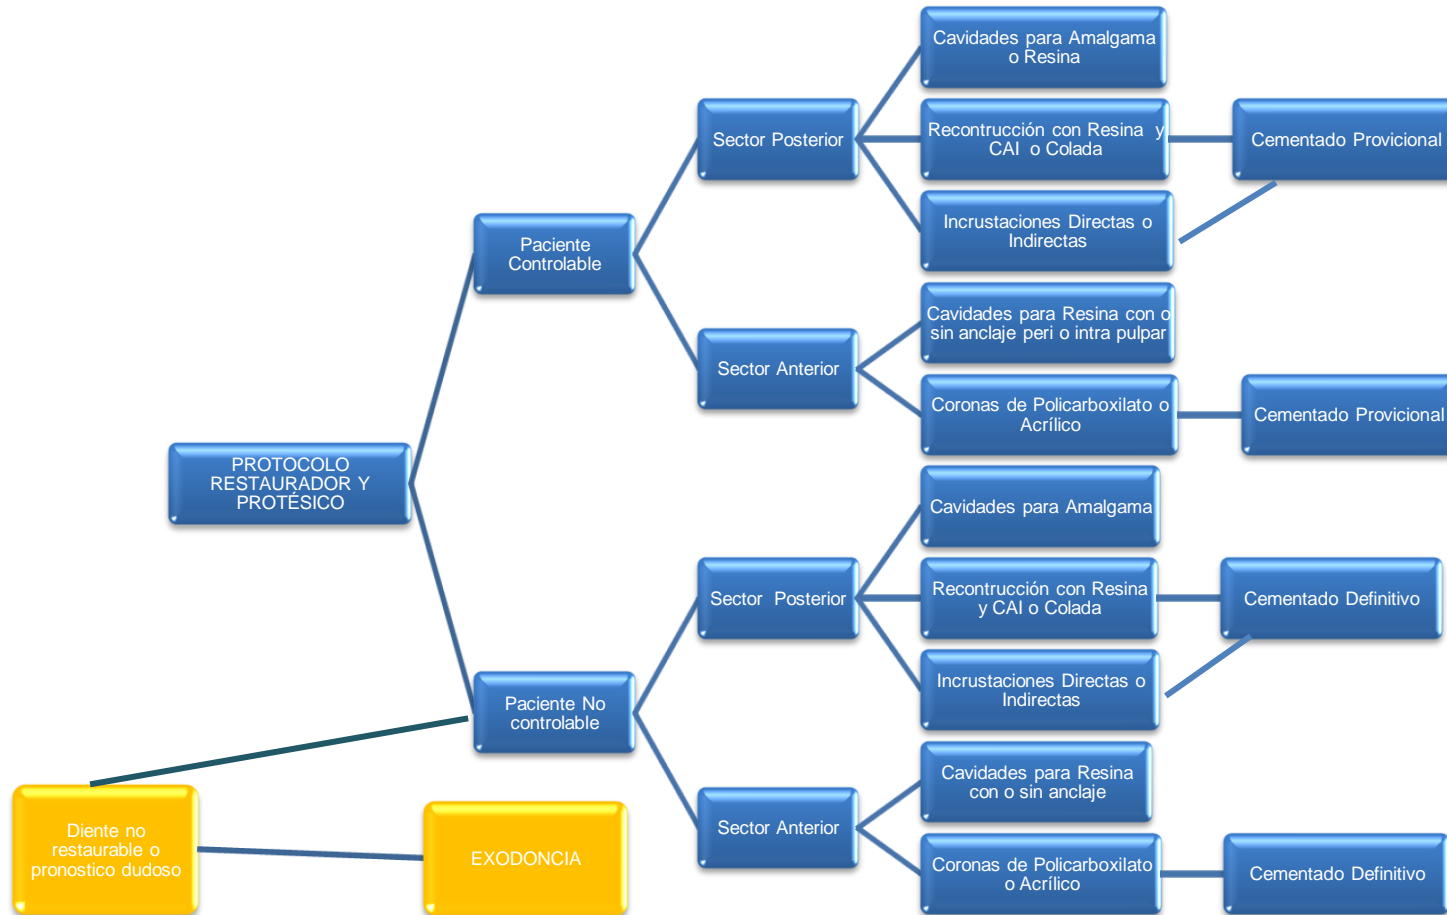 Cavidades para Amalgama
o Resina
Sector Posterior
Recontrucción con Resina y
CAI o Colada
Cementado Provicional
Incrustaciones Directas o
Indirectas
Paciente
Controlable
Cavidades para Resina con o
sin anclaje peri o intra pulpar
Sector Anterior
Coronas de Policarboxilato o
Acrílico
Cementado Provicional
PROTOCOLO
RESTAURADOR Y
PROTÉSICO
Cavidades para Amalgama
Sector Posterior
Recontrucción con Resina
y CAI o Colada
Cementado Definitivo
Incrustaciones Directas o
Indirectas
Paciente No
controlable
Cavidades para Resina
con o sin anclaje
Sector Anterior
Coronas de Policarboxilato
o Acrílico
Cementado Definitivo
Diente no
restaurable o
pronostico dudoso
EXODONCIA